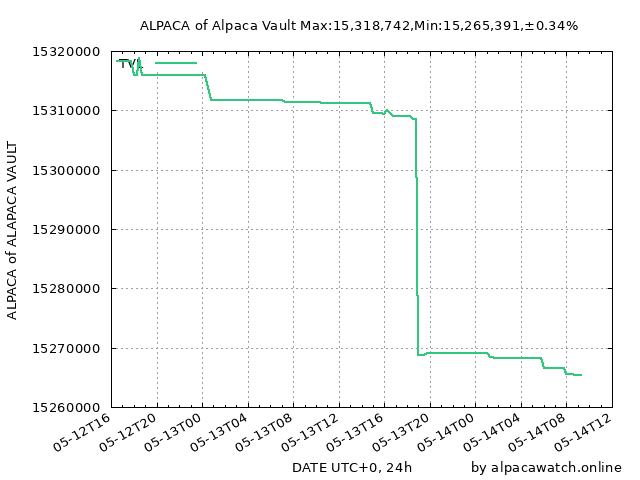 ALPACA of Alpaca Vault Max:15,318,742,Min:15,265,391,±0.34%
15320000
TVL
15310000
15300000
15290000
15280000
15270000
15260000
ALPACA of ALAPACA VAULT
05-12T16
05-12T20
05-13T00
05-13T04
05-13T08
05-13T12
05-13T16
05-13T20
05-14T00
05-14T04
05-14T08
05-14T12
DATE UTC+0, 24h
by alpacawatch.online